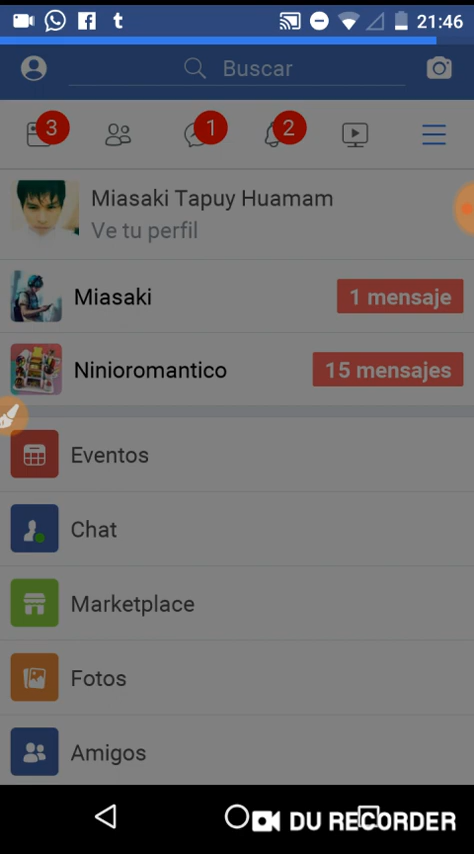 21:46
Buscar
3
1
2
Miasaki Tapuy Huamam
Ve tu perfil
Miasaki
1 mensaje
Ninioromantico
15 mensajes
Eventos
Chat
Marketplace
Fotos
Amigos
DU RECORDER